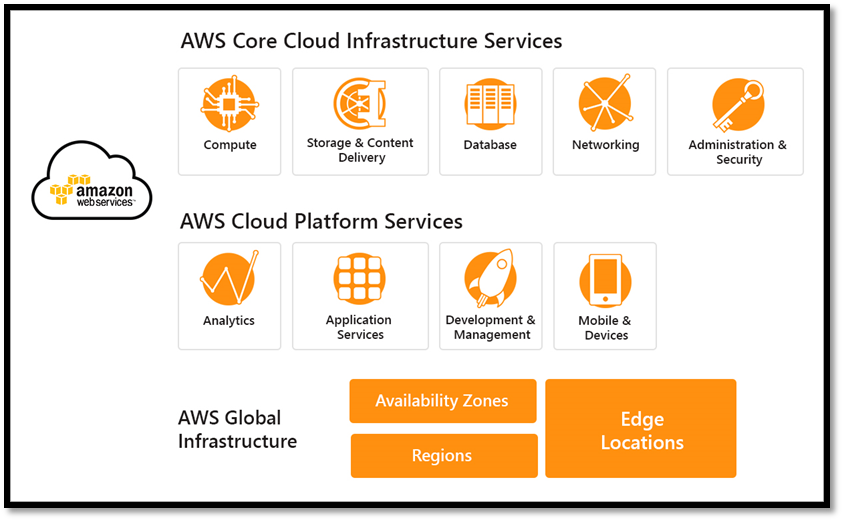 AWS Core Cloud Infrastructure Services
Compute
Storage & Content
Delivery
Database
Networking
Administration &
Security
amazon
web services™
AWS Cloud Platform Services
Analytics
Application
Services
Development &
Management
Mobile &
Devices
AWS Global
Infrastructure
Availability Zones
Regions
Edge
Locations